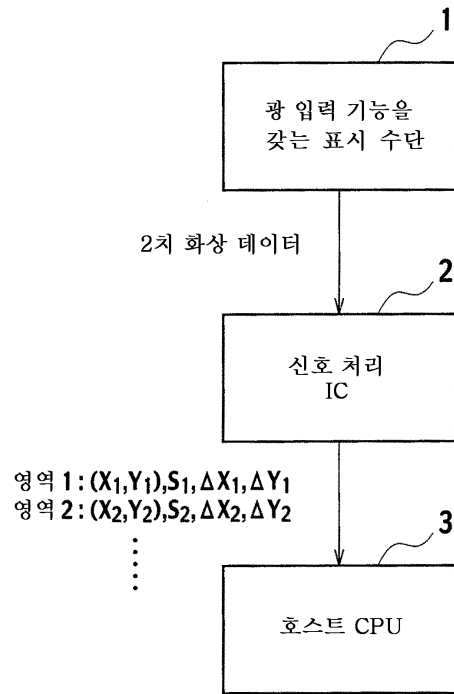 1
광 입력 기능을
갖는 표시 수단
2치 화상 데이터
2
신호 처리
IC
영역 1 : (X₁,Y₁),S₁,ΔX₁,ΔY₁
영역 2 : (X₂,Y₂),S₂,ΔX₂,ΔY₂
3
호스트 CPU